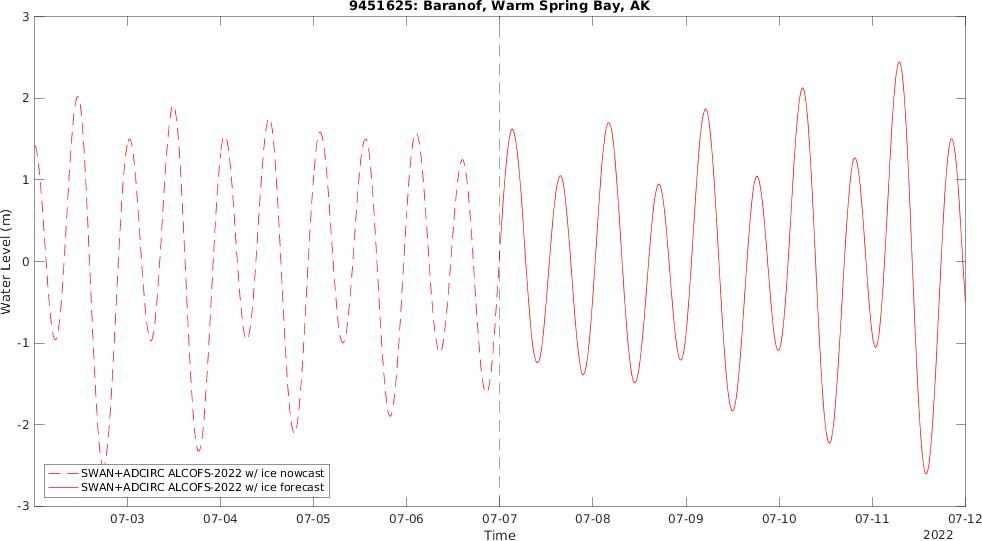 9451625: Baranof, Warm Spring Bay, AK
3
2
1
0
-1
-2
-3
Water Level (m)
SWAN+ADCIRC ALCOFS-2022 w/ ice nowcast
SWAN+ADCIRC ALCOFS-2022 w/ ice forecast
07-03 07-04 07-05 07-06 07-07 07-08 07-09 07-10 07-11 07-12
Time
2022